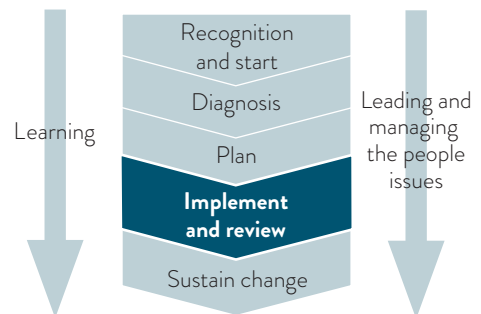 Recognition
and start
Diagnosis
Plan
Implement
and review
Sustain change
Learning
Leading and
managing
the people
issues